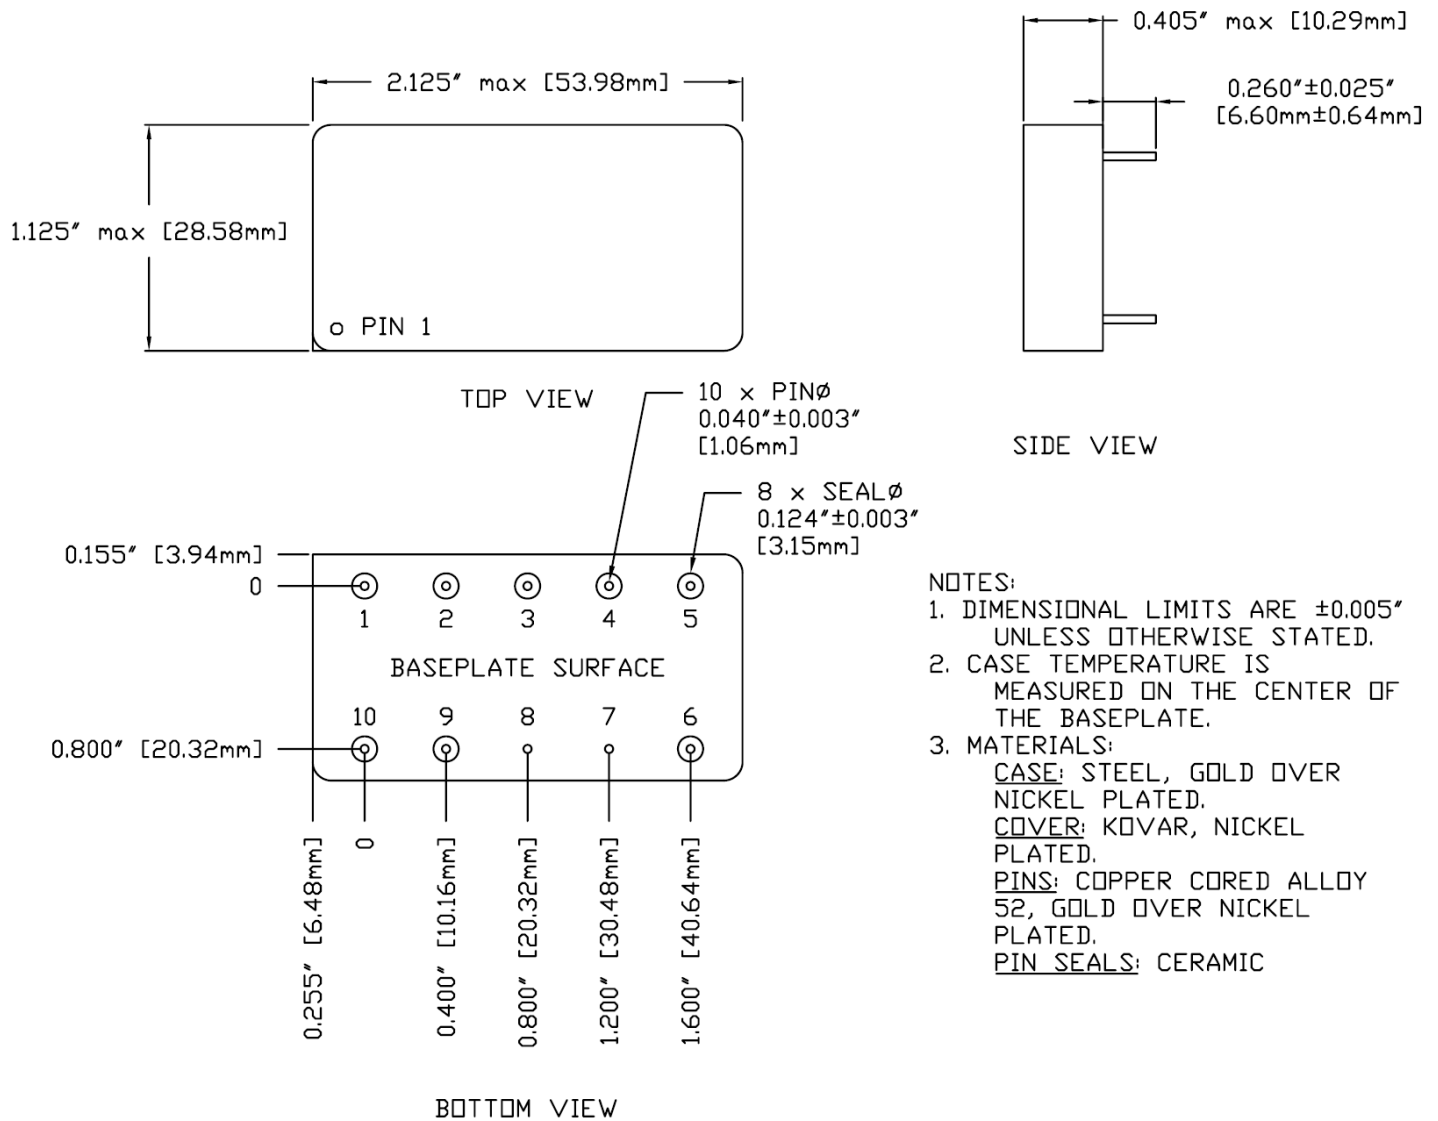 0.405″ max [10.29mm]
2.125″ max [53.98mm]
0.260″±0.025″
[6.60mm±0.64mm]
1.125″ max [28.58mm]
PIN 1
TOP VIEW
10 x PINØ
0.040″±0.003″
[1.06mm]
SIDE VIEW
8 x SEALØ
0.124″±0.003″
[3.15mm]
0.155″ [3.94mm]
0
1 2 3 4 5
BASEPLATE SURFACE
10 9 8 7 6
0.800″ [20.32mm]
0.255″ [6.48mm]
0
0.400″ [10.16mm]
0.800″ [20.32mm]
1.200″ [30.48mm]
1.600″ [40.64mm]
BOTTOM VIEW
NOTES:
1. DIMENSIONAL LIMITS ARE ±0.005″
UNLESS OTHERWISE STATED.
2. CASE TEMPERATURE IS
MEASURED ON THE CENTER OF
THE BASEPLATE.
3. MATERIALS:
CASE: STEEL, GOLD OVER
NICKEL PLATED.
COVER: KOVAR, NICKEL
PLATED.
PINS: COPPER CORED ALLOY
52, GOLD OVER NICKEL
PLATED.
PIN SEALS: CERAMIC